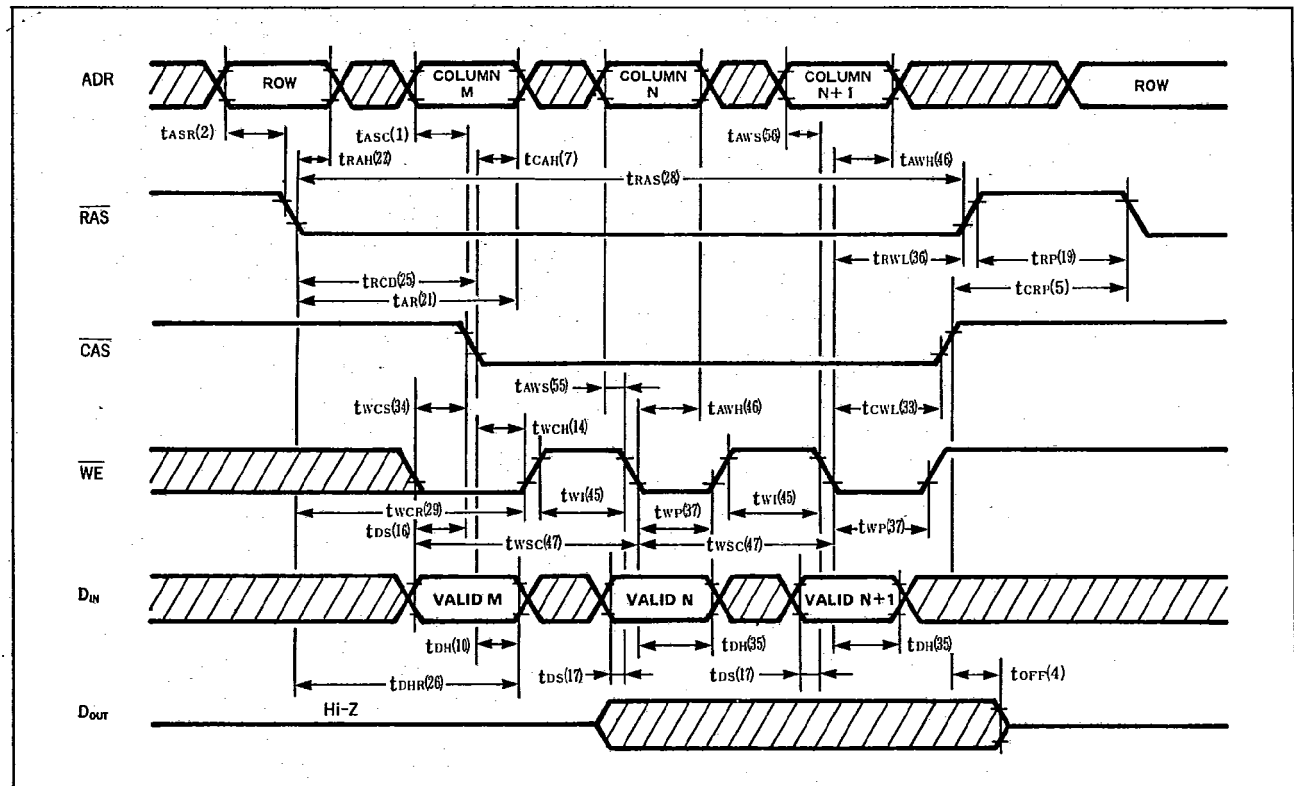 ADR
ROW
COLUMN M
COLUMN N
COLUMN N+1
ROW
tASR(2)
tASC(1)
tAWS(56)
tRAH(22)
tCAH(7)
tAWH(46)
tRAS(28)
RAS
tRWL(36)
tRP(19)
tRCD(25)
tCRP(5)
tAR(21)
CAS
tAWS(55)
tWCS(34)
tAWH(46)
tCWL(33)
tWCH(14)
WE
tWI(45)
tWP(37)
tWI(45)
tWCR(29)
tWP(37)
tDS(16)
tWSC(47)
tWSC(47)
DIN
VALID M
VALID N
VALID N+1
tDH(10)
tDH(35)
tDH(35)
tDS(17)
tDS(17)
tOFF(4)
tDHR(26)
DOUT
Hi-Z